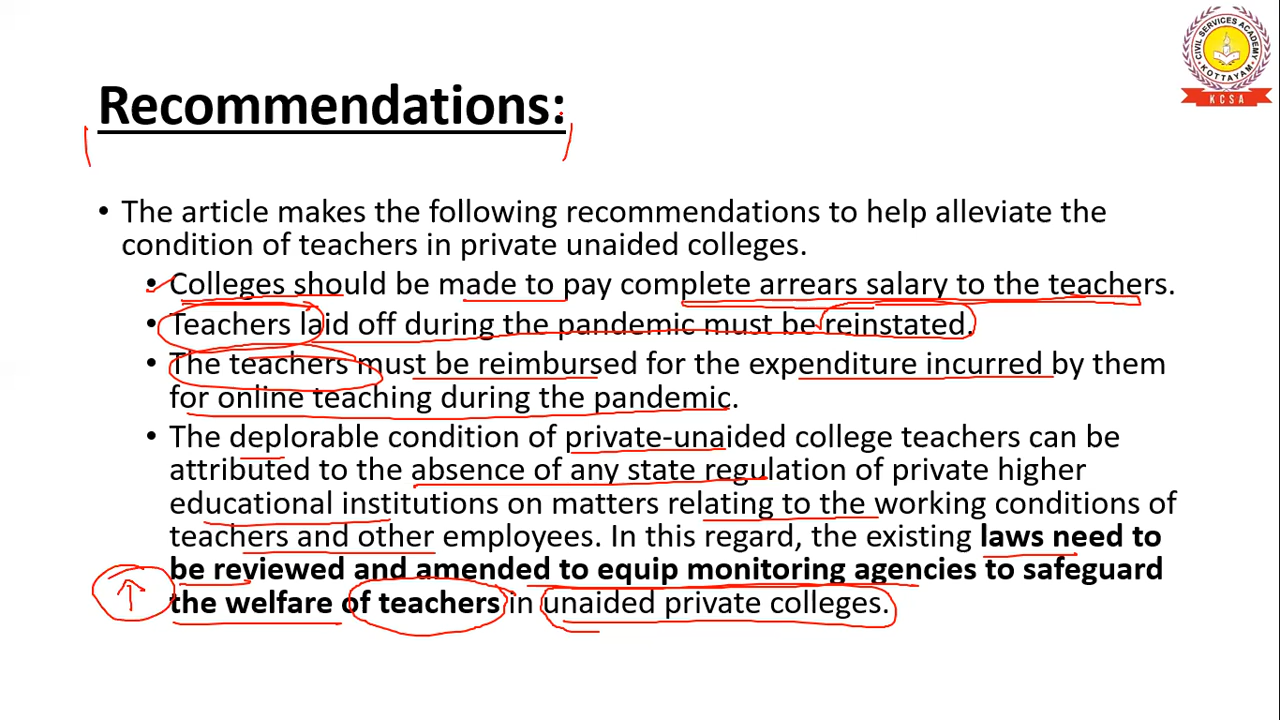 CIVIL SERVICES ACADEMY
KOTTAYAM
KCSA
Recommendations:
• The article makes the following recommendations to help alleviate the
condition of teachers in private unaided colleges.
• Colleges should be made to pay complete arrears salary to the teachers.
• Teachers laid off during the pandemic must be reinstated.
• The teachers must be reimbursed for the expenditure incurred by them
for online teaching during the pandemic.
• The deplorable condition of private-unaided college teachers can be
attributed to the absence of any state regulation of private higher
educational institutions on matters relating to the working conditions of
teachers and other employees. In this regard, the existing laws need to
be reviewed and amended to equip monitoring agencies to safeguard
the welfare of teachers in unaided private colleges.